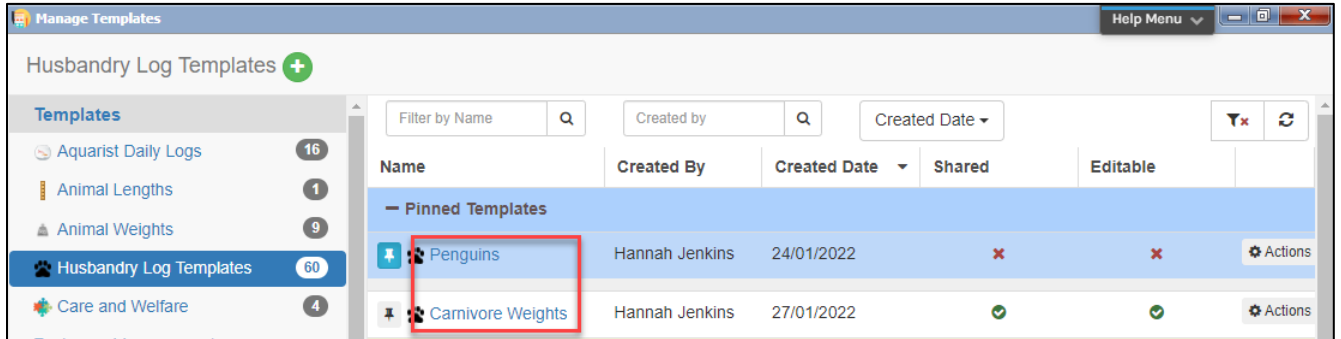 Manage Templates
Help Menu
Husbandry Log Templates
Templates
Aquarist Daily Logs 16
Animal Lengths 1
Animal Weights 9
Husbandry Log Templates 60
Care and Welfare 4
Filter by Name
Created by
Created Date
Name Created By Created Date Shared Editable
Pinned Templates
Penguins Hannah Jenkins 24/01/2022 Actions
Carnivore Weights Hannah Jenkins 27/01/2022 Actions